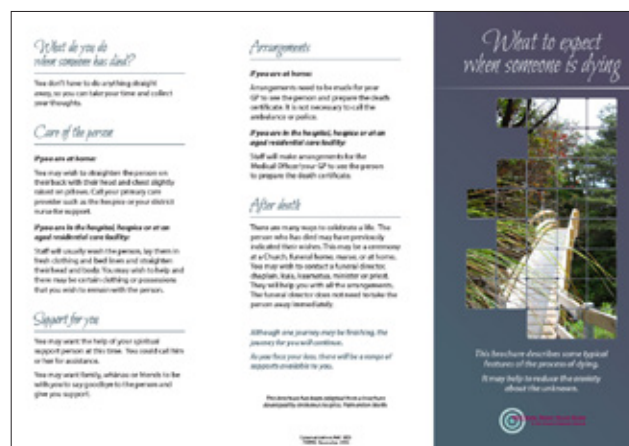 What do you do
when someone has died?
You don't have to do anything straight
away, so you can take your time and collect
your thoughts.
Care of the person
If you are at home:
You may wish to straighten the person on
their back with their head and chest slightly
raised on pillows. Call your primary care
provider such as the hospice or your district
nurse for support.
If you are in the hospital, hospice or at an
aged residential care facility:
Staff will usually wash the person, lay them in
fresh clothing and bed linen and straighten
their head and body. You may wish to help and
there may be certain clothing or possessions
that you wish to remain with the person.
Support for you
You may want the help of your spiritual
support person at this time. You could call him
or her for assistance.
You may want family, whānau or friends to be
with you to say goodbye to the person and
give you support.
Arrangements
If you are at home:
Arrangements need to be made for your
GP to see the person and prepare the death
certificate. It is not necessary to call the
ambulance or police.
If you are in the hospital, hospice or at an
aged residential care facility:
Staff will make arrangements for the
Medical Officer/your GP to see the person
to prepare the death certificate.
After death
There are many ways to celebrate a life. The
person who has died may have previously
indicated their wishes. This may be a ceremony
at a Church, funeral home, marae, or at home.
You may wish to contact a funeral director,
chaplain, kaumatua, minister or priest.
They will help you with all the arrangements.
The funeral director does not need to take the
person away immediately.
Although one journey may be finishing, the
journey for you will continue.
As you face your loss, there will be a range of
supports available to you.
This brochure has been adapted from a brochure
developed by Hospice, Palmerston North
What to expect
when someone is dying
This brochure describes some typical
features of the process of dying.
It may help to reduce the anxiety
about the unknown.